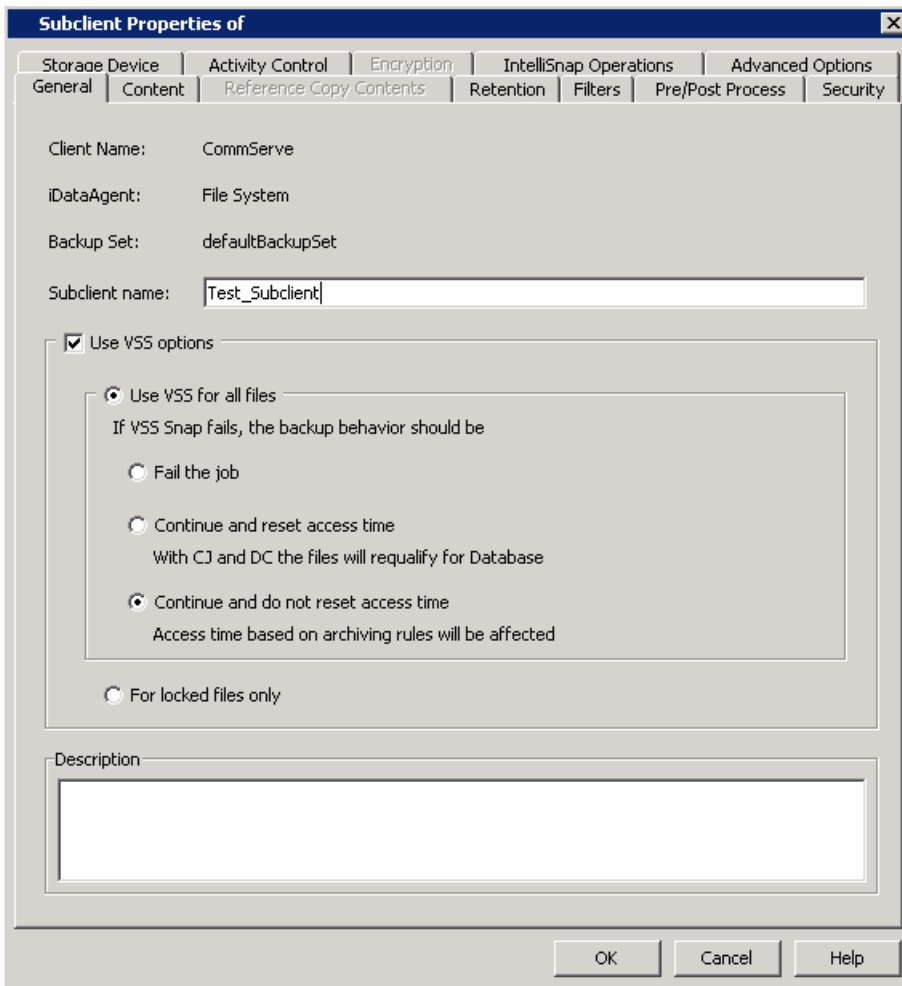 Subclient Properties of
Storage Device Activity Control Encryption IntelliSnap Operations Advanced Options
General Content Reference Copy Contents Retention Filters Pre/Post Process Security
Client Name: CommServe
iDataAgent: File System
Backup Set: defaultBackupSet
Subclient name: Test_Subclient
Use VSS options
Use VSS for all files
If VSS Snap fails, the backup behavior should be
Fail the job
Continue and reset access time
With CJ and DC the files will requalify for Database
Continue and do not reset access time
Access time based on archiving rules will be affected
For locked files only
Description
OK Cancel Help